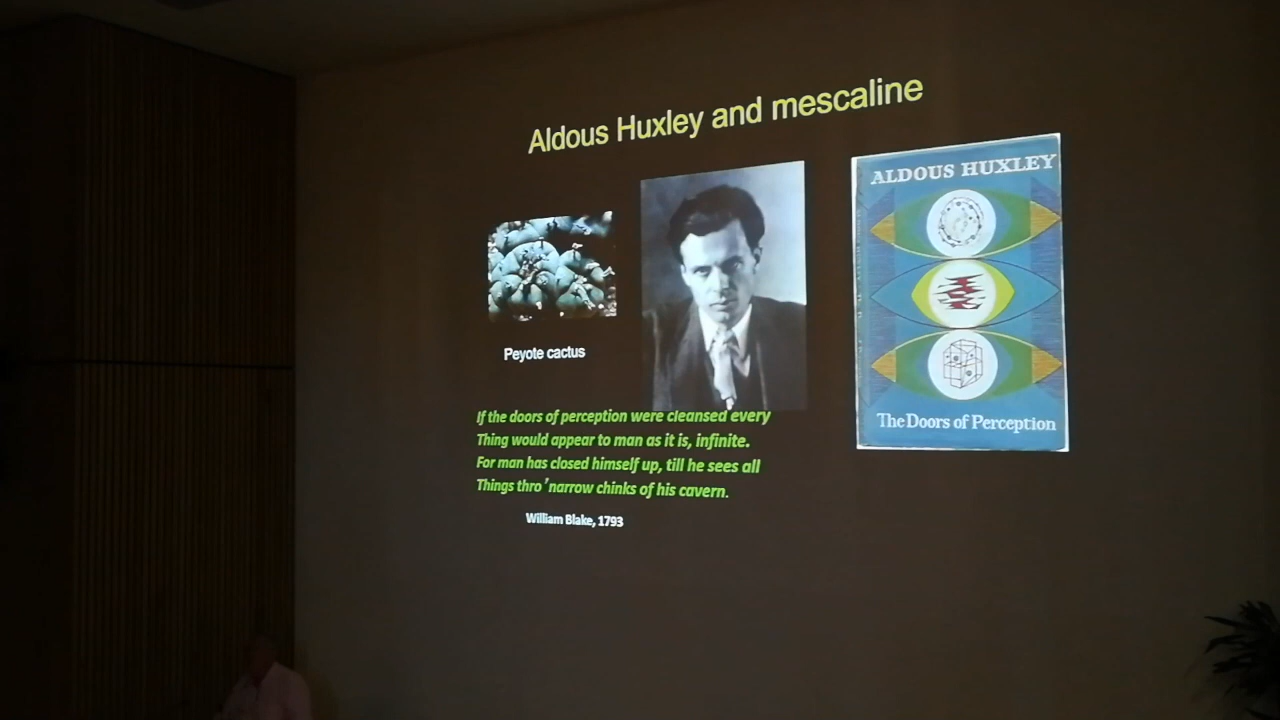 Aldous Huxley and mescaline
ALDOUS HUXLEY
Peyote cactus
The Doors of Perception
If the doors of perception were cleansed every
Thing would appear to man as it is, infinite.
For man has closed himself up, till he sees all
Things thro' narrow chinks of his cavern.
William Blake, 1793